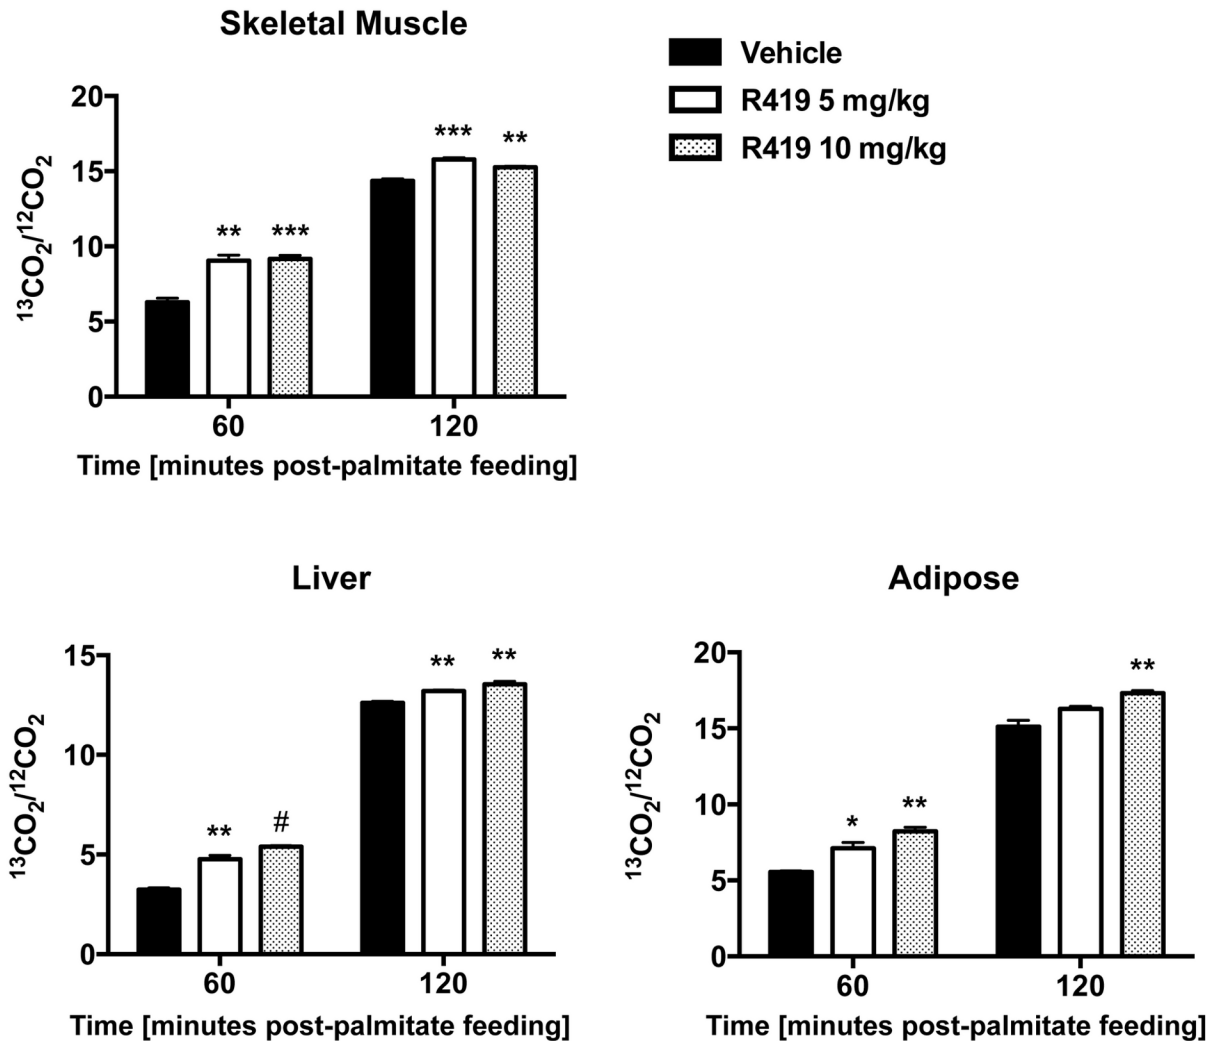 Skeletal Muscle
Vehicle
R419 5 mg/kg
R419 10 mg/kg
20
15
10
5
0
¹³CO₂/¹²CO₂
** *** *** **
60 120
Time [minutes post-palmitate feeding]
Liver
15
10
5
0
¹³CO₂/¹²CO₂
** # ** **
60 120
Time [minutes post-palmitate feeding]
Adipose
20
15
10
5
0
¹³CO₂/¹²CO₂
* ** **
60 120
Time [minutes post-palmitate feeding]